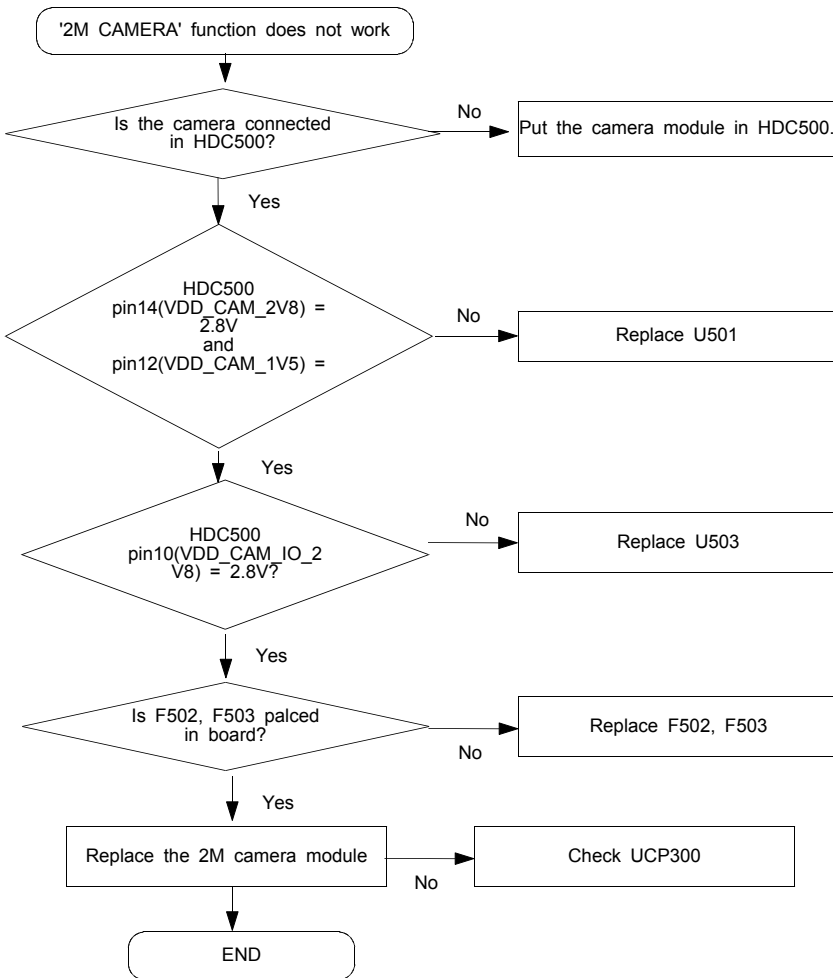 '2M CAMERA' function does not work
Is the camera connected
in HDC500?
No
Put the camera module in HDC500.
Yes
HDC500
pin14(VDD_CAM_2V8) =
2.8V
and
pin12(VDD_CAM_1V5) =
No
Replace U501
Yes
HDC500
pin10(VDD_CAM_IO_2
V8) = 2.8V?
No
Replace U503
Yes
Is F502, F503 palced
in board?
No
Replace F502, F503
Yes
Replace the 2M camera module
No
Check UCP300
END